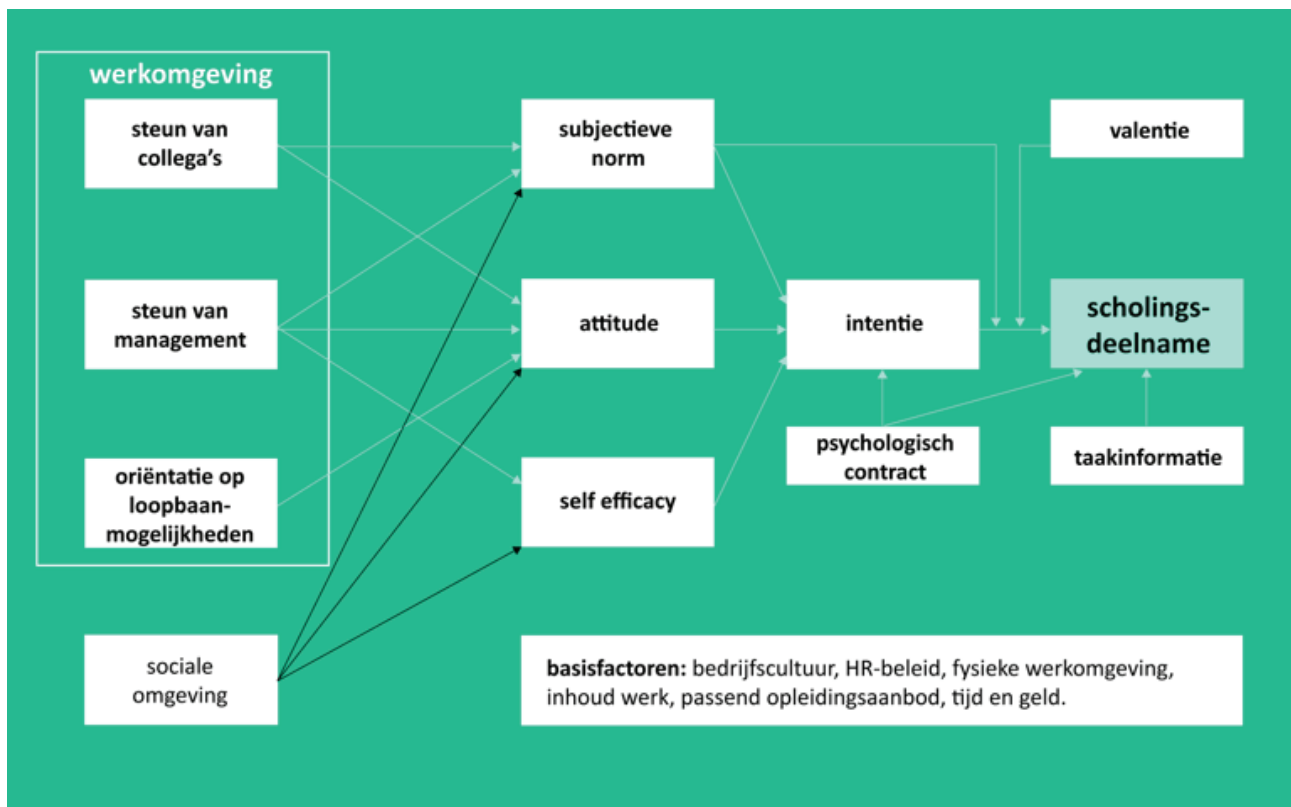 werkomgeving
steun van
collega's
steun van
management
oriëntatie op
loopbaan-
mogelijkheden
sociale
omgeving
subjectieve
norm
attitude
self efficacy
intentie
psychologisch
contract
valentie
scholings-
deelname
taakinformatie
basisfactoren: bedrijfscultuur, HR-beleid, fysieke werkomgeving,
inhoud werk, passend opleidingsaanbod, tijd en geld.